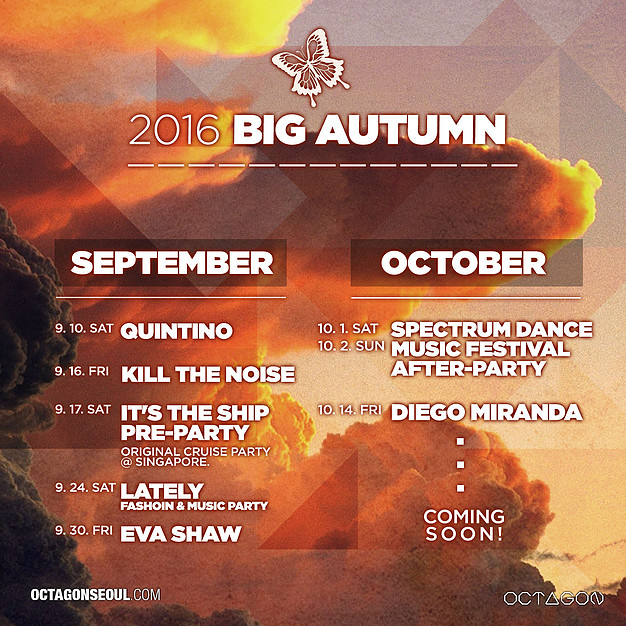 2016 BIG AUTUMN
SEPTEMBER
9. 10. SAT QUINTINO
9. 16. FRI KILL THE NOISE
9. 17. SAT IT'S THE SHIP
PRE-PARTY
ORIGINAL CRUISE PARTY
@ SINGAPORE.
9. 24. SAT LATELY
FASHOIN & MUSIC PARTY
9. 30. FRI EVA SHAW
OCTOBER
10. 1. SAT SPECTRUM DANCE
10. 2. SUN MUSIC FESTIVAL
AFTER-PARTY
10. 14. FRI DIEGO MIRANDA
COMING
SOON!
OCTAGONSEOUL.COM
OCTAGON